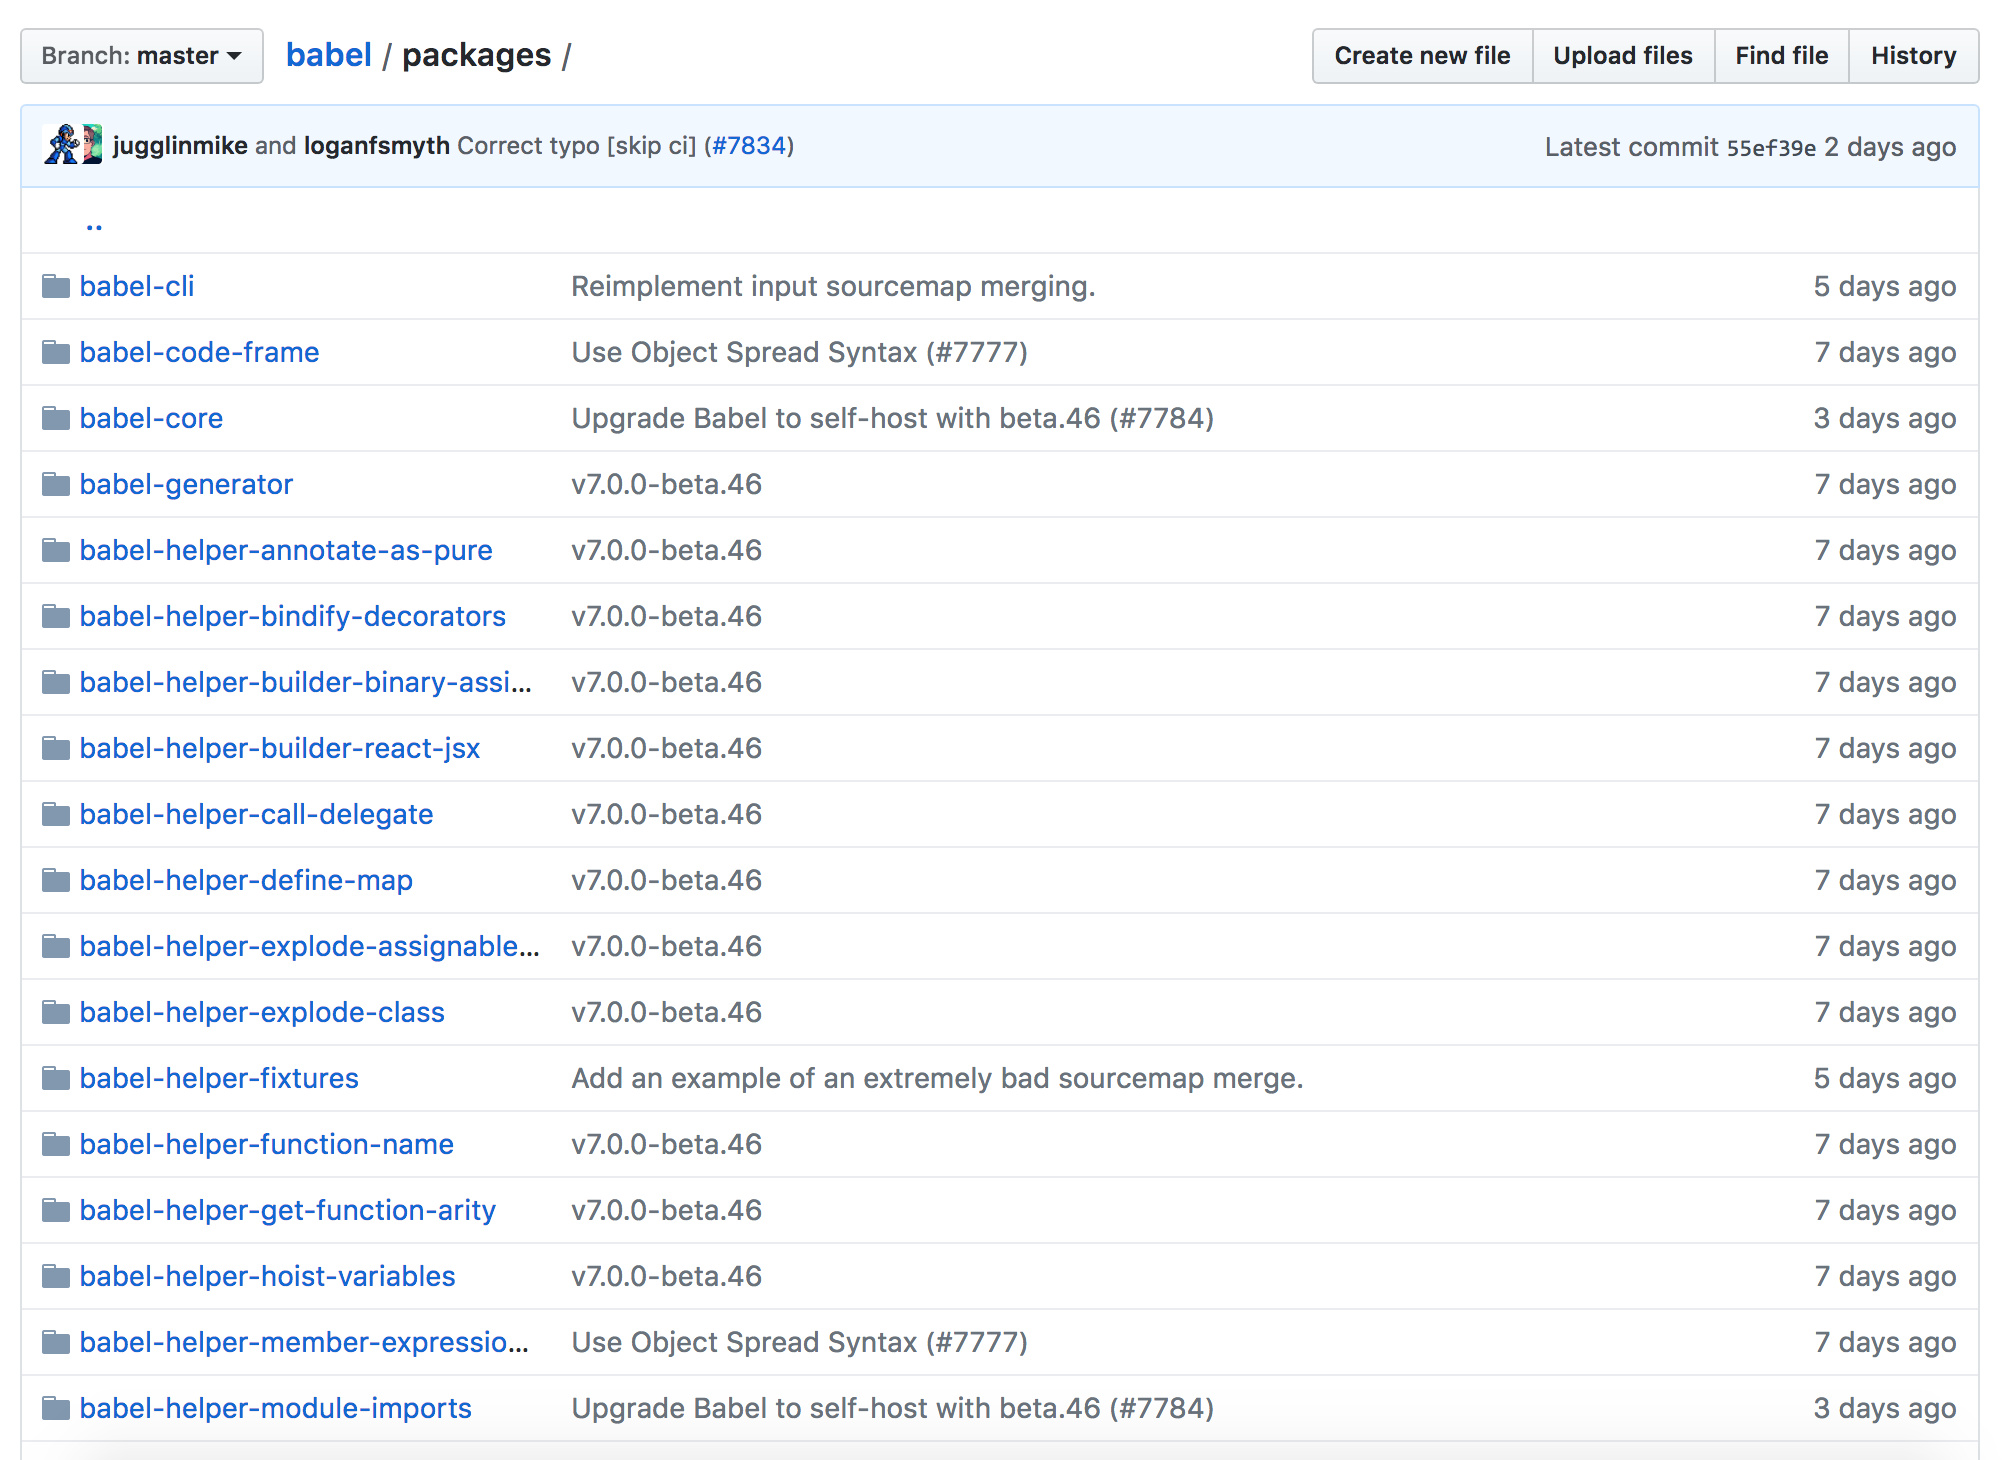 Branch: master babel / packages / Create new file Upload files Find file History
jugglinmike and loganfsmyth Correct typo [skip ci] (#7834) Latest commit 55ef39e 2 days ago
..
babel-cli Reimplement input sourcemap merging. 5 days ago
babel-code-frame Use Object Spread Syntax (#7777) 7 days ago
babel-core Upgrade Babel to self-host with beta.46 (#7784) 3 days ago
babel-generator v7.0.0-beta.46 7 days ago
babel-helper-annotate-as-pure v7.0.0-beta.46 7 days ago
babel-helper-bindify-decorators v7.0.0-beta.46 7 days ago
babel-helper-builder-binary-assi... v7.0.0-beta.46 7 days ago
babel-helper-builder-react-jsx v7.0.0-beta.46 7 days ago
babel-helper-call-delegate v7.0.0-beta.46 7 days ago
babel-helper-define-map v7.0.0-beta.46 7 days ago
babel-helper-explode-assignable... v7.0.0-beta.46 7 days ago
babel-helper-explode-class v7.0.0-beta.46 7 days ago
babel-helper-fixtures Add an example of an extremely bad sourcemap merge. 5 days ago
babel-helper-function-name v7.0.0-beta.46 7 days ago
babel-helper-get-function-arity v7.0.0-beta.46 7 days ago
babel-helper-hoist-variables v7.0.0-beta.46 7 days ago
babel-helper-member-expressio... Use Object Spread Syntax (#7777) 7 days ago
babel-helper-module-imports Upgrade Babel to self-host with beta.46 (#7784) 3 days ago